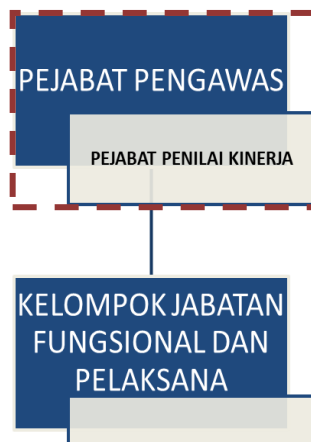 PEJABAT PENGAWAS
PEJABAT PENILAI KINERJA
KELOMPOK JABATAN
FUNGSIONAL DAN
PELAKSANA